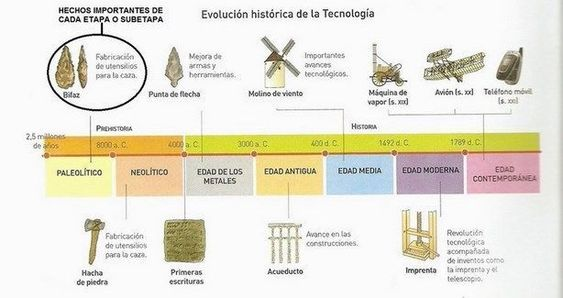 HECHOS IMPORTANTES DE
CADA ETAPA O SUBETAPA
Evolución histórica de la Tecnología
Fabricación
de utensilios
para la caza.
Bifaz
Mejora de
armas y
herramientas.
Punta de flecha
Importantes
avances
tecnológicos.
Molino de viento
Máquina de
vapor (s. XIX)
Avión (s. XX)
Teléfono móvil
(s. XX)
PREHISTORIA
HISTORIA
2,5 millones
de años
8000 a. C.
4000 a. C.
3000 a. C.
400 d. C.
1492 d. C.
1789 d. C.
PALEOLÍTICO
NEOLÍTICO
EDAD DE LOS
METALES
EDAD ANTIGUA
EDAD MEDIA
EDAD MODERNA
EDAD
CONTEMPORÁNEA
Fabricación
de utensilios
para la caza.
Hacha
de piedra
Primeras
escrituras
Avance en las
construcciones.
Acueducto
Imprenta
Revolución
tecnológica
acompañada
de inventos como
la imprenta y el
telescopio.